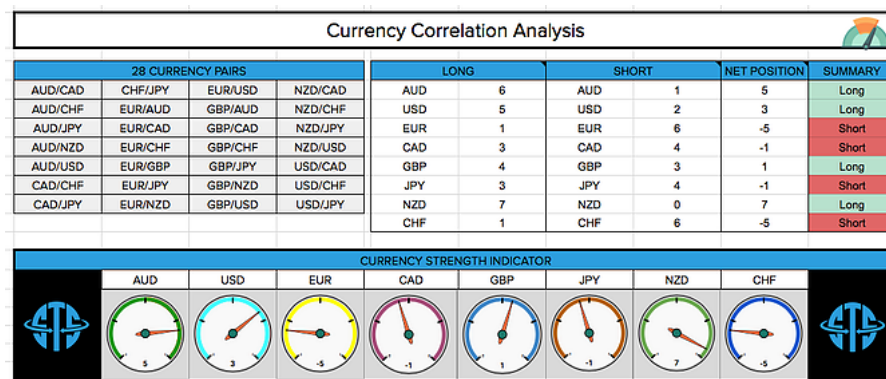 Currency Correlation Analysis
28 CURRENCY PAIRS LONG SHORT NET POSITION SUMMARY
AUD/CAD CHF/JPY EUR/USD NZD/CAD AUD 6 AUD 1 5 Long
AUD/CHF EUR/AUD GBP/AUD NZD/CHF USD 5 USD 2 3 Long
AUD/JPY EUR/CAD GBP/CAD NZD/JPY EUR 1 EUR 6 -5 Short
AUD/NZD EUR/CHF GBP/CHF NZD/USD CAD 3 CAD 4 -1 Short
AUD/USD EUR/GBP GBP/JPY USD/CAD GBP 4 GBP 3 1 Long
CAD/CHF EUR/JPY GBP/NZD USD/CHF JPY 3 JPY 4 -1 Short
CAD/JPY EUR/NZD GBP/USD USD/JPY NZD 7 NZD 0 7 Long
CHF 1 CHF 6 -5 Short
CURRENCY STRENGTH INDICATOR
AUD USD EUR CAD GBP JPY NZD CHF
STS STS
5 3 -5 -1 1 -1 7 -5